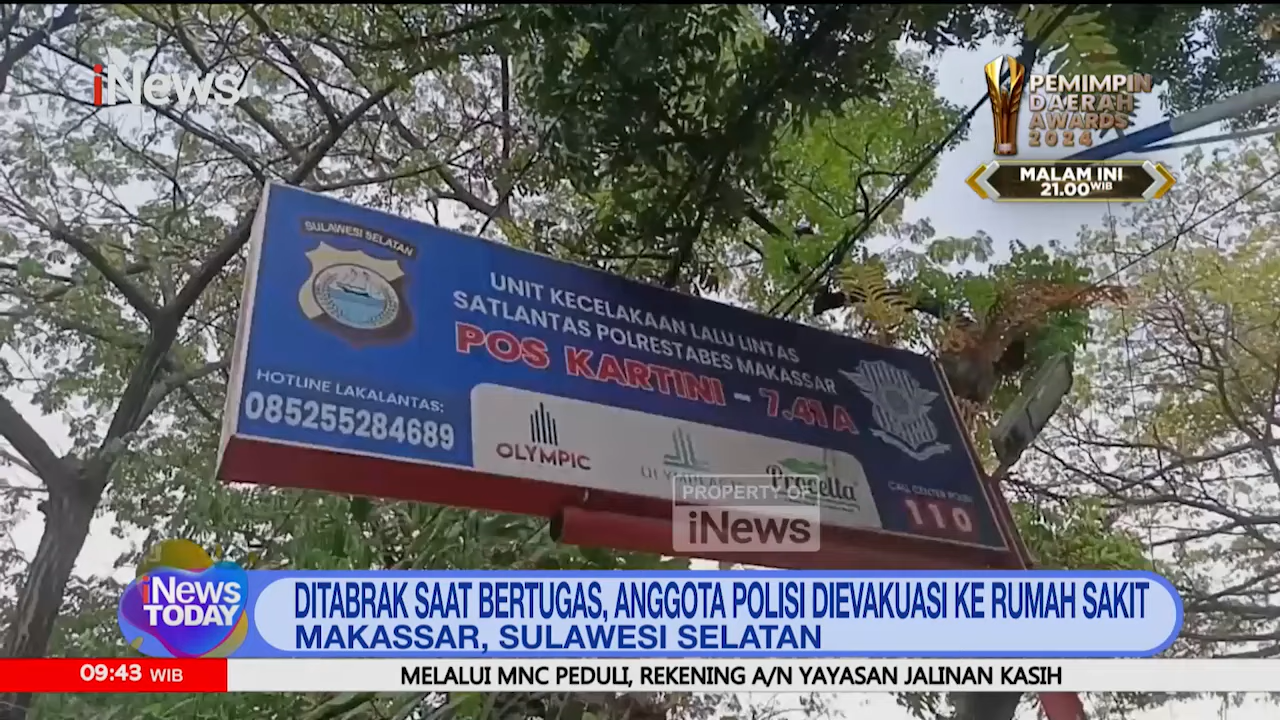 iNews
PEMIMPIN
DAERAH
AWARDS
2024
MALAM INI
21.00 WIB
SULAWESI SELATAN
UNIT KECELAKAAN LALU LINTAS
SATLANTAS POLRESTABES MAKASSAR
POS KARTINI - 7.41 A
HOTLINE LAKALANTAS:
085255284689
OLYMPIC
Procella
CALL CENTER POLRI
110
PROPERTY OF
iNews
iNews
TODAY
DITABRAK SAAT BERTUGAS, ANGGOTA POLISI DIEVAKUASI KE RUMAH SAKIT
MAKASSAR, SULAWESI SELATAN
09:43 WIB
MELALUI MNC PEDULI, REKENING A/N YAYASAN JALINAN KASIH